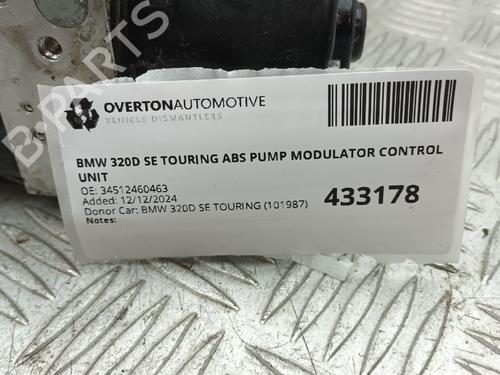 OVERTONAUTOMOTIVE
VEHICLE DISMANTLERS
BMW 320D SE TOURING ABS PUMP MODULATOR CONTROL
UNIT
OE: 34512460463
Added: 12/12/2024
Donor Car: BMW 320D SE TOURING (101987)
Notes:
433178
B-PARTS